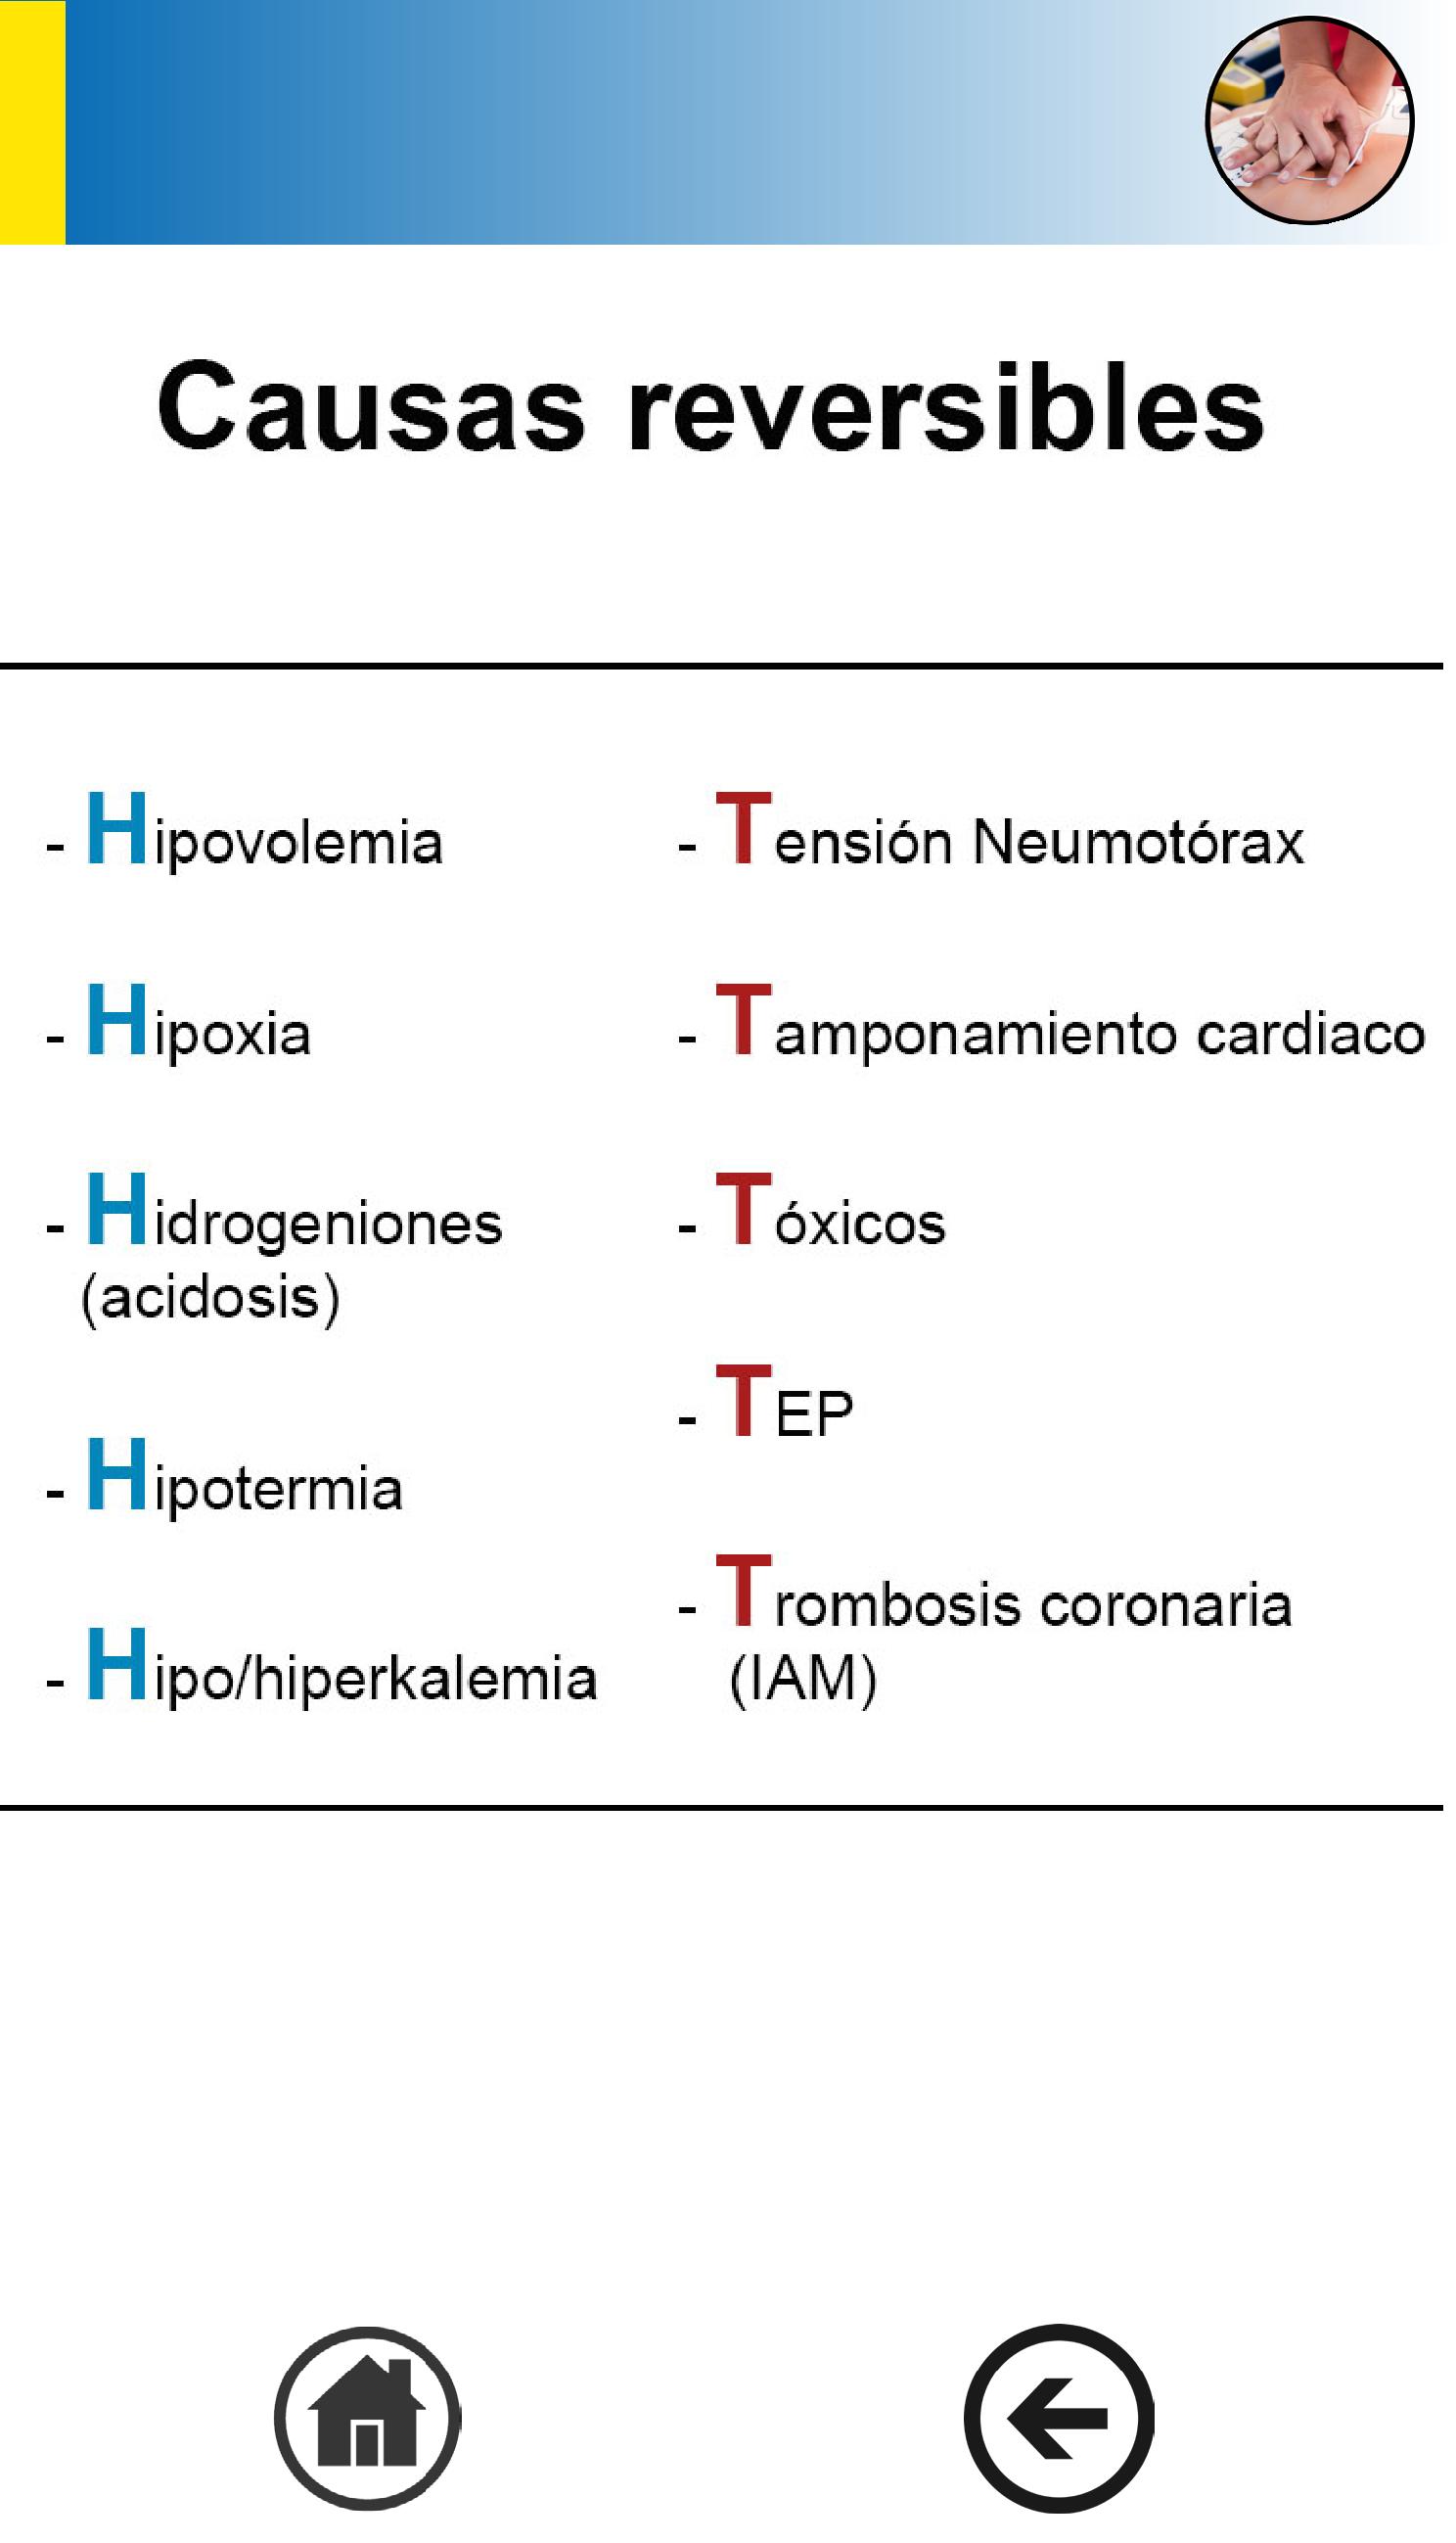 Causas reversibles
- Hipovolemia
- Hipoxia
- Hidrogeniones
(acidosis)
- Hipotermia
- Hipo/hiperkalemia
- Tensión Neumotórax
- Tamponamiento cardiaco
- Tóxicos
- TEP
- Trombosis coronaria
(IAM)